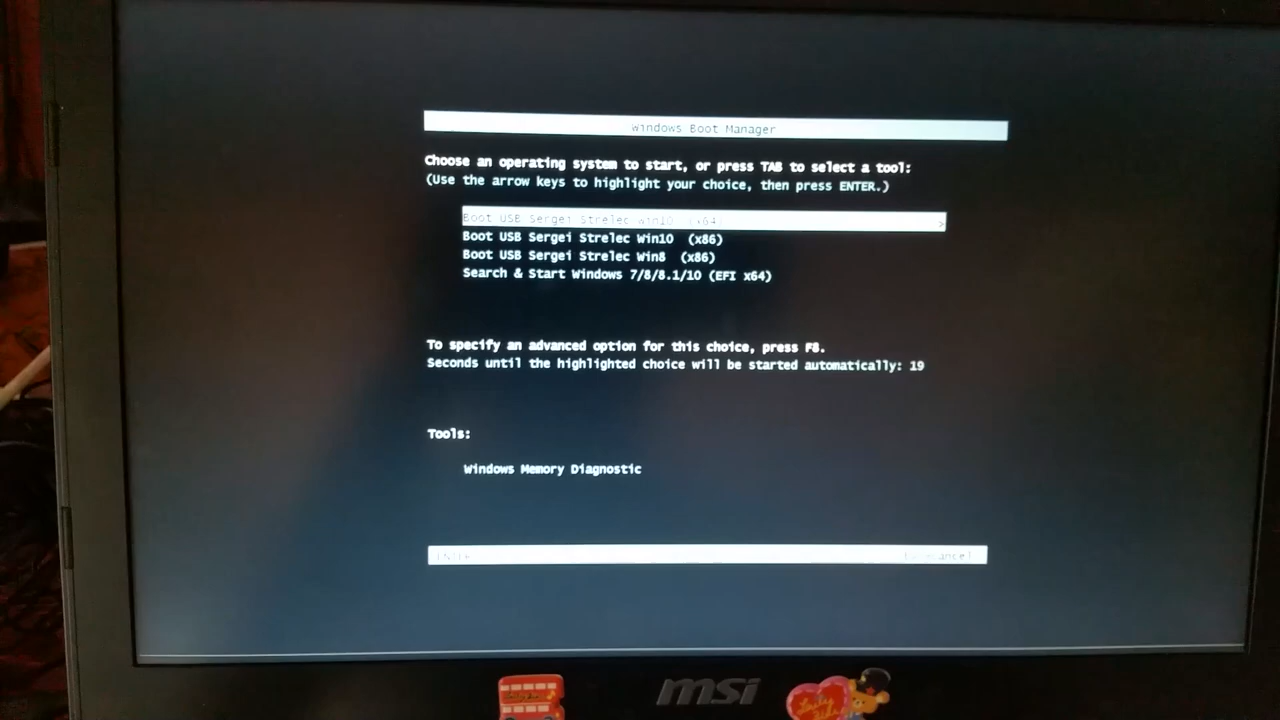 Windows Boot Manager
Choose an operating system to start, or press TAB to select a tool:
(Use the arrow keys to highlight your choice, then press ENTER.)
Boot USB Sergei Strelec Win10 (x64) >
Boot USB Sergei Strelec Win10 (x86)
Boot USB Sergei Strelec Win8 (x86)
Search & Start Windows 7/8/8.1/10 (EFI x64)
To specify an advanced option for this choice, press F8.
Seconds until the highlighted choice will be started automatically: 19
Tools:
Windows Memory Diagnostic
msi